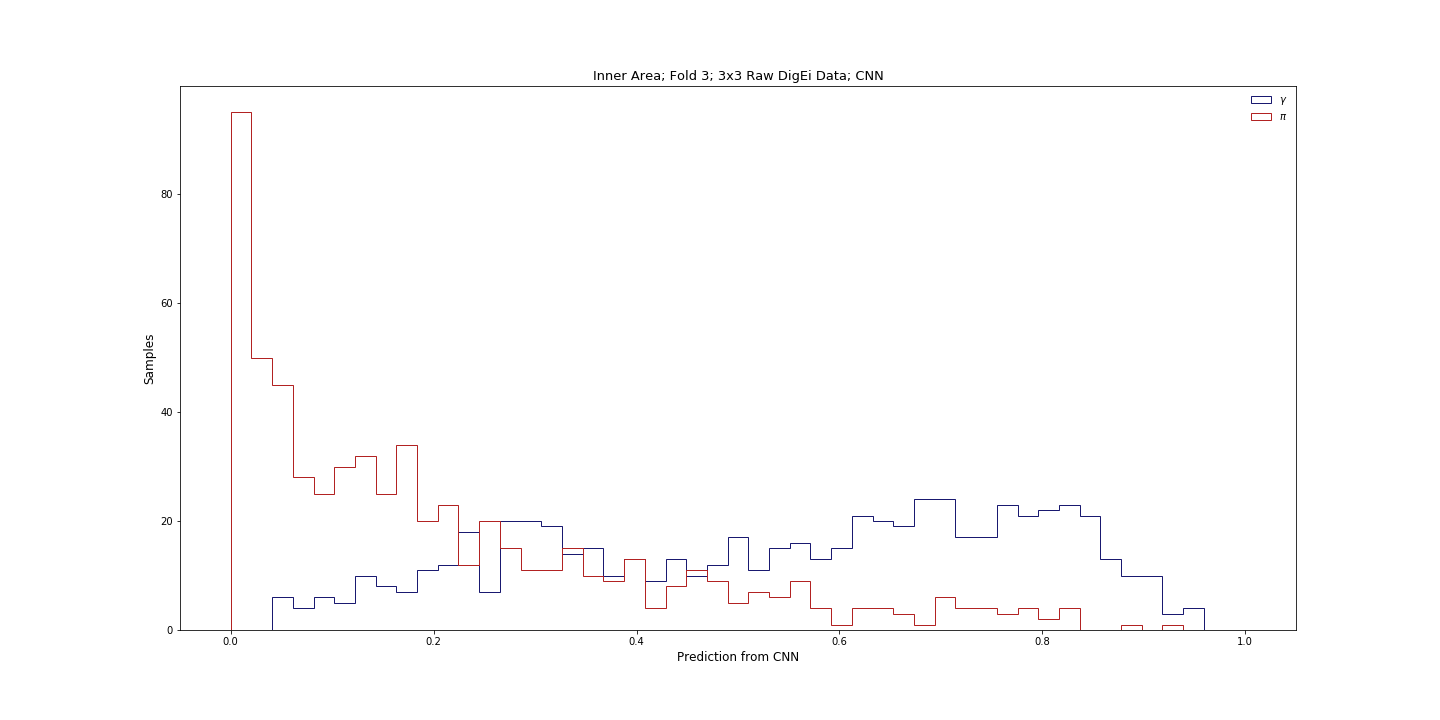 Inner Area; Fold 3; 3x3 Raw DigEi Data; CNN
γ
π
80
60
40
20
0
Samples
0.0 0.2 0.4 0.6 0.8 1.0
Prediction from CNN